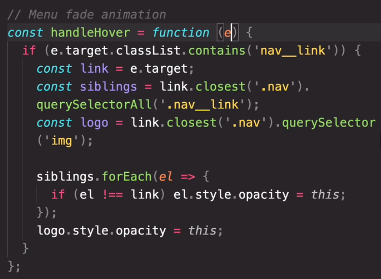 // Menu fade animation
const handleHover = function (e) {
if (e.target.classList.contains('nav__link')) {
const link = e.target;
const siblings = link.closest('.nav').
querySelectorAll('.nav__link');
const logo = link.closest('.nav').querySelector
('img');
siblings.forEach(el => {
if (el !== link) el.style.opacity = this;
});
logo.style.opacity = this;
}
};